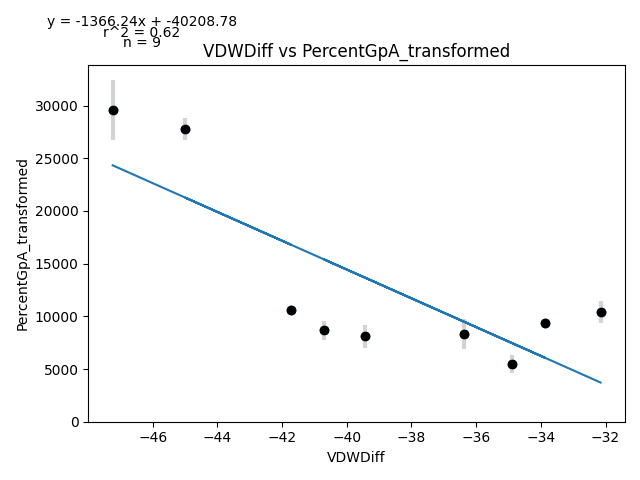 y = -1366.24x + -40208.78
r^2 = 0.62
n = 9
VDWDiff vs PercentGpA_transformed
PercentGpA_transformed
30000
25000
20000
15000
10000
5000
0
−46 −44 −42 −40 −38 −36 −34 −32
VDWDiff